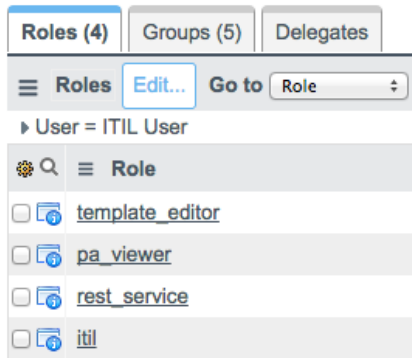 Roles (4) Groups (5) Delegates
Roles Edit... Go to Role
User = ITIL User
Role
template_editor
pa_viewer
rest_service
itil